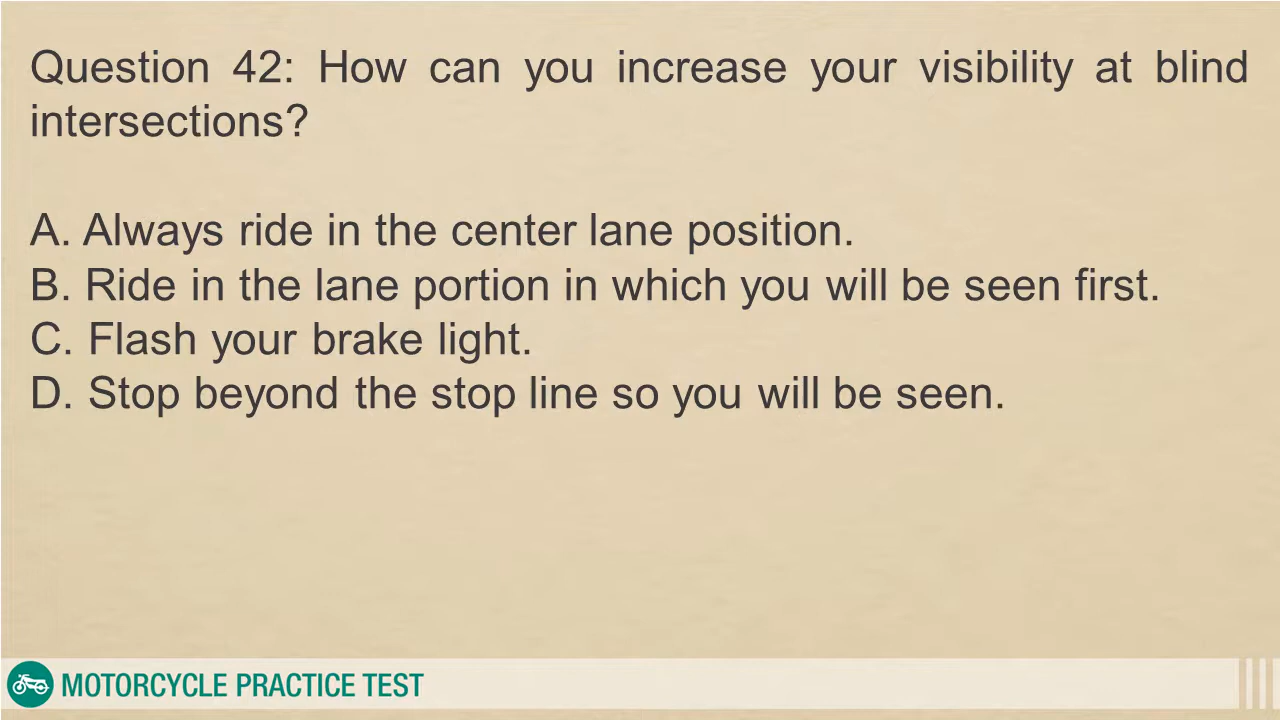 Question 42: How can you increase your visibility at blind
intersections?
A. Always ride in the center lane position.
B. Ride in the lane portion in which you will be seen first.
C. Flash your brake light.
D. Stop beyond the stop line so you will be seen.
MOTORCYCLE PRACTICE TEST